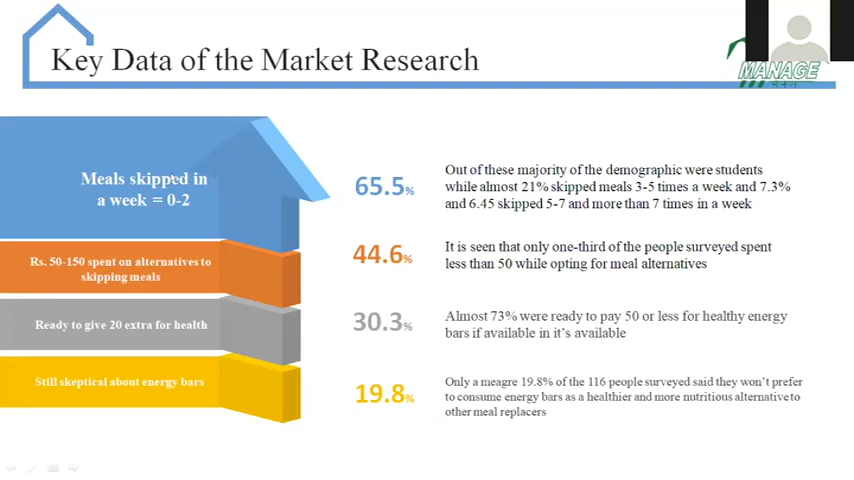 Key Data of the Market Research
MANAGE
Meals skipped in
a week = 0-2
65.5%
Out of these majority of the demographic were students
while almost 21% skipped meals 3-5 times a week and 7.3%
and 6.45 skipped 5-7 and more than 7 times in a week
Rs. 50-150 spent on alternatives to
skipping meals
44.6%
It is seen that only one-third of the people surveyed spent
less than 50 while opting for meal alternatives
Ready to give 20 extra for health
30.3%
Almost 73% were ready to pay 50 or less for healthy energy
bars if available in it’s available
Still skeptical about energy bars
19.8%
Only a meagre 19.8% of the 116 people surveyed said they won’t prefer
to consume energy bars as a healthier and more nutritious alternative to
other meal replacers